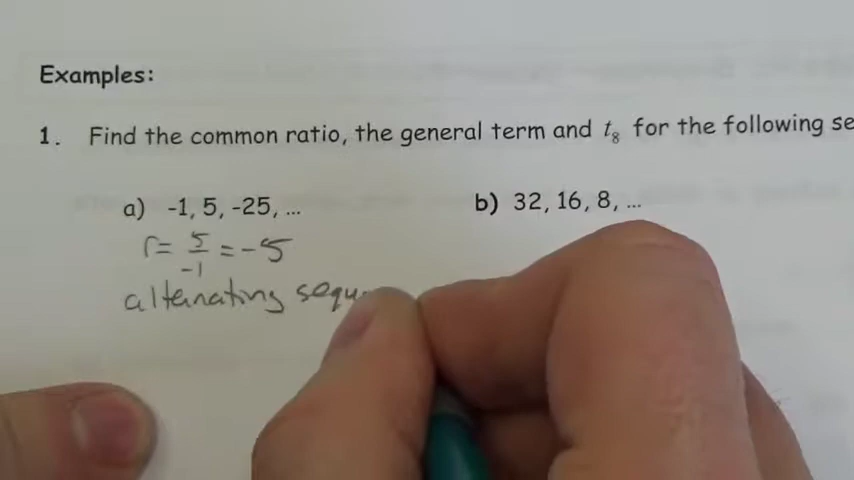 Examples:
1. Find the common ratio, the general term and t₈ for the following se
a) -1, 5, -25, ... b) 32, 16, 8, ...
r = 5/-1 = -5
alternating sequ